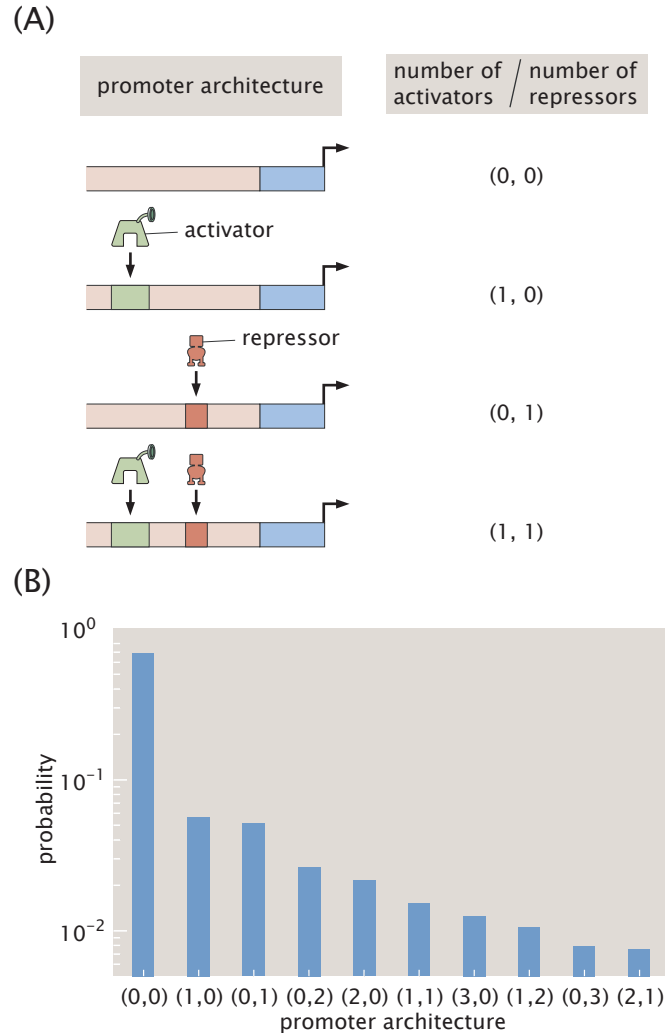 (A)
promoter architecture
number of activators / number of repressors
(0, 0)
activator
(1, 0)
repressor
(0, 1)
(1, 1)
(B)
10⁰
10⁻¹
10⁻²
probability
(0,0) (1,0) (0,1) (0,2) (2,0) (1,1) (3,0) (1,2) (0,3) (2,1)
promoter architecture